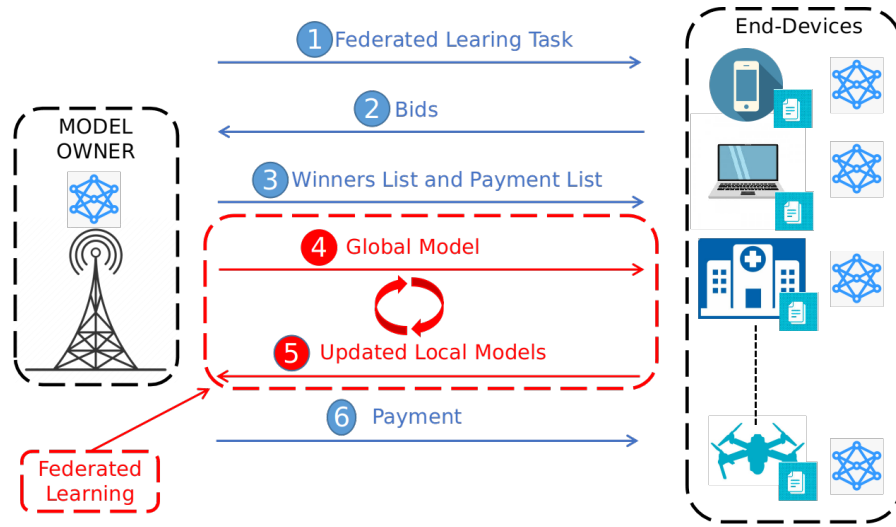 End-Devices
1 Federated Learing Task
2 Bids
MODEL
OWNER
3 Winners List and Payment List
4 Global Model
5 Updated Local Models
6 Payment
Federated
Learning